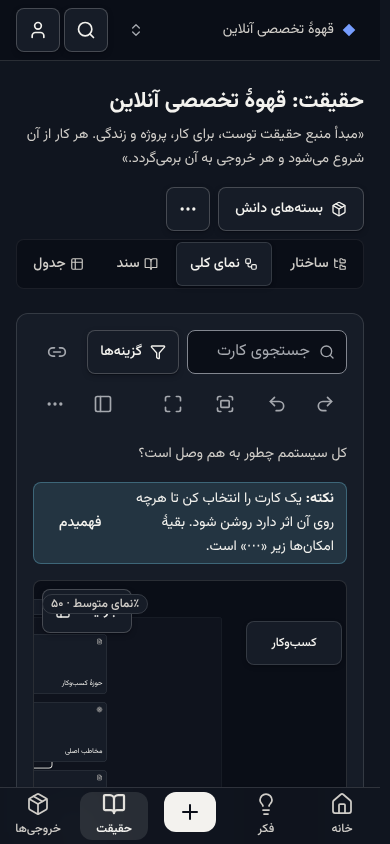 قهوهٔ تخصصی آنلاین
حقیقت: قهوهٔ تخصصی آنلاین
«مبدأ منبع حقیقت توست، برای کار، پروژه و زندگی. هر کار از آن
شروع می‌شود و هر خروجی به آن برمی‌گردد.»
بسته‌های دانش
ساختار
نمای کلی
سند
جدول
جستجوی کارت
گزینه‌ها
کل سیستمم چطور به هم وصل است؟
نکته: یک کارت را انتخاب کن تا هرچه
روی آن اثر دارد روشن شود. بقیهٔ
امکان‌ها زیر «⋯» است.
فهمیدم
نمای متوسط · ۵۰٪
کسب‌وکار
حوزهٔ کسب‌وکار
مخاطب اصلی
خانه
فکر
حقیقت
خروجی‌ها